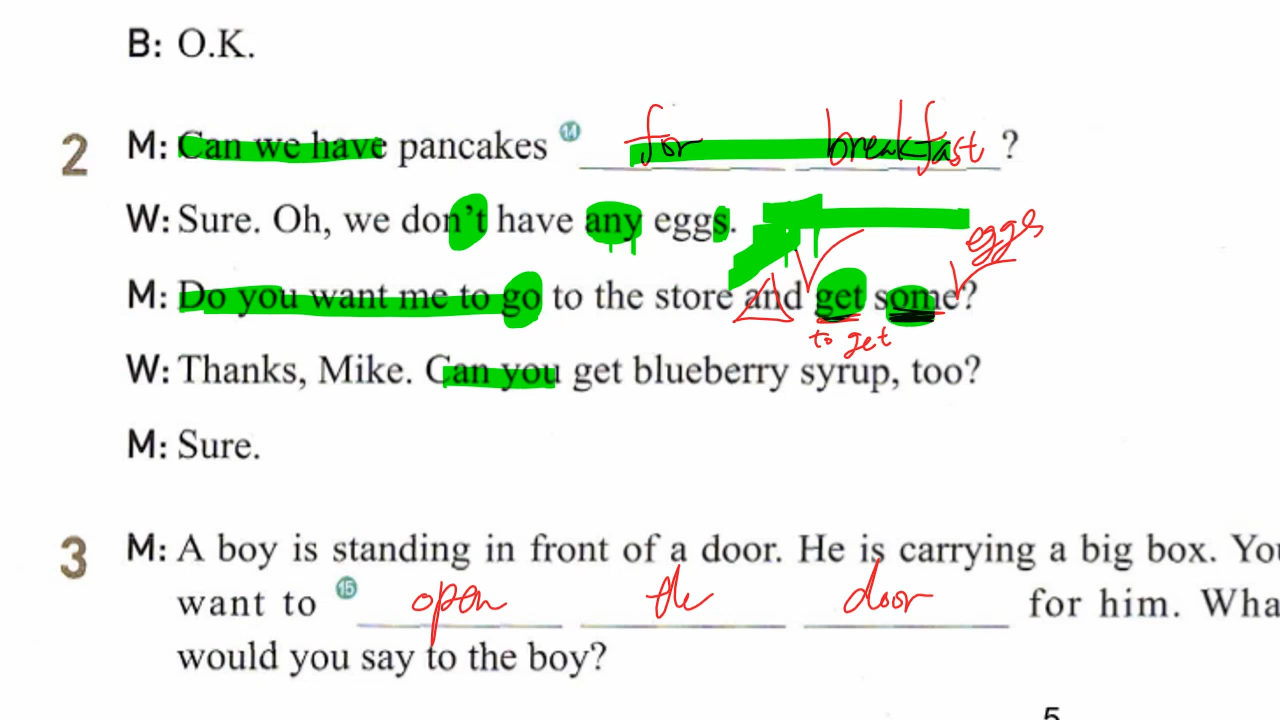 B: O.K.
2 M: Can we have pancakes 14 for breakfast?
W: Sure. Oh, we don't have any eggs.
eggs
M: Do you want me to go to the store and get some?
to get
W: Thanks, Mike. Can you get blueberry syrup, too?
M: Sure.
3 M: A boy is standing in front of a door. He is carrying a big box. You
want to 15 open the door for him. Wha
would you say to the boy?
5